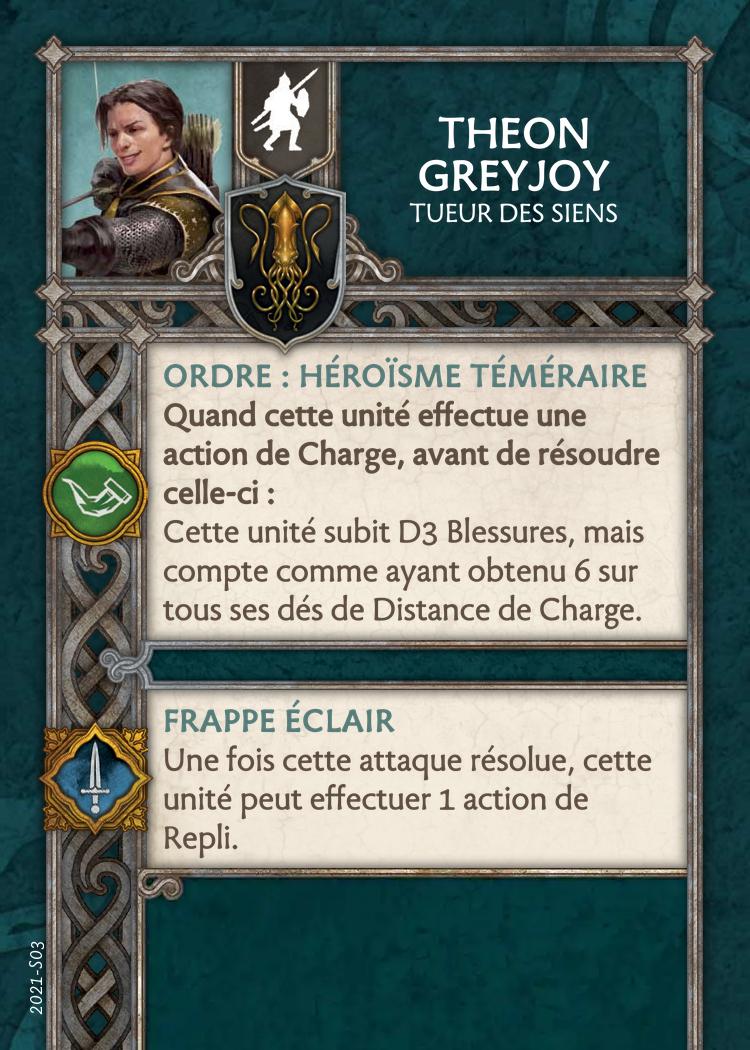 THEON
GREYJOY
TUEUR DES SIENS
ORDRE : HÉROÏSME TÉMÉRAIRE
Quand cette unité effectue une
action de Charge, avant de résoudre
celle-ci :
Cette unité subit D3 Blessures, mais
compte comme ayant obtenu 6 sur
tous ses dés de Distance de Charge.
FRAPPE ÉCLAIR
Une fois cette attaque résolue, cette
unité peut effectuer 1 action de
Repli.
2021-S03